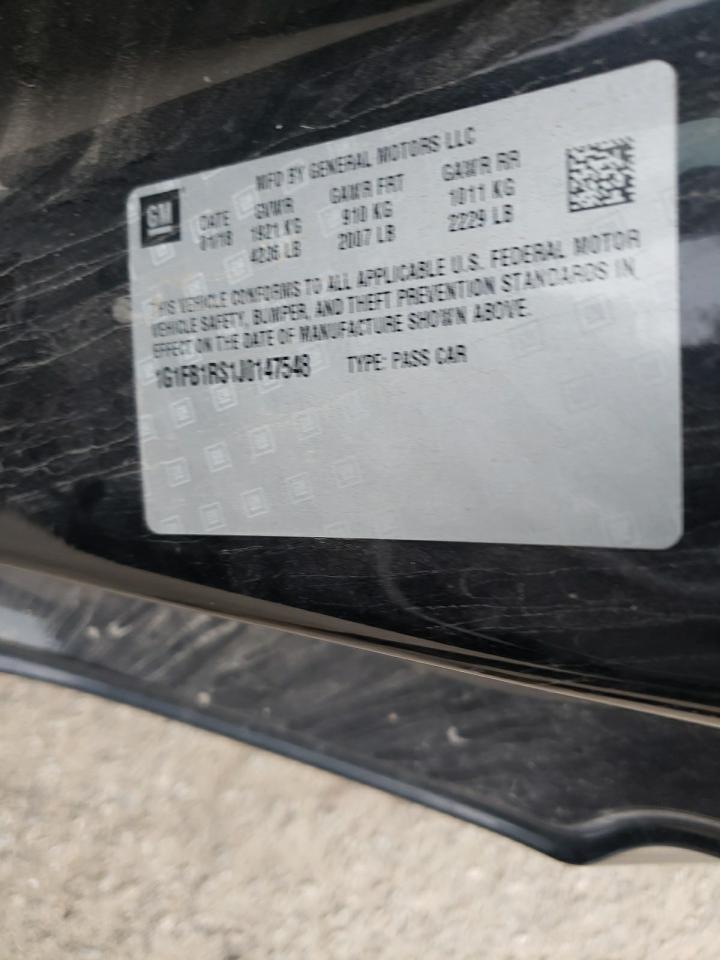 MFD BY GENERAL MOTORS LLC
GM
DATE GVWR GAWR FRT GAWR RR
01/18 1921 KG 910 KG 1011 KG
4236 LB 2007 LB 2229 LB
THIS VEHICLE CONFORMS TO ALL APPLICABLE U.S. FEDERAL MOTOR
VEHICLE SAFETY, BUMPER, AND THEFT PREVENTION STANDARDS IN
EFFECT ON THE DATE OF MANUFACTURE SHOWN ABOVE.
1G1FB1RS1J0147548 TYPE: PASS CAR